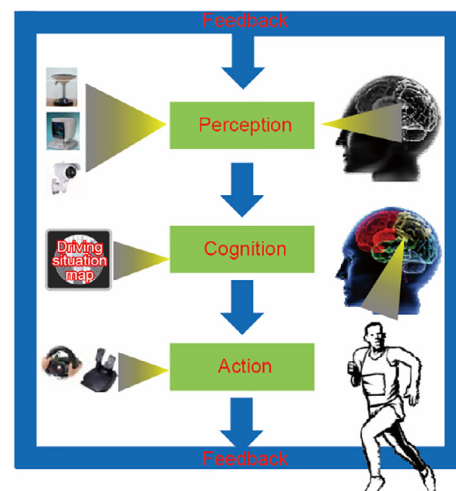 Feedback
Perception
Driving
situation
map
Cognition
Action
Feedback